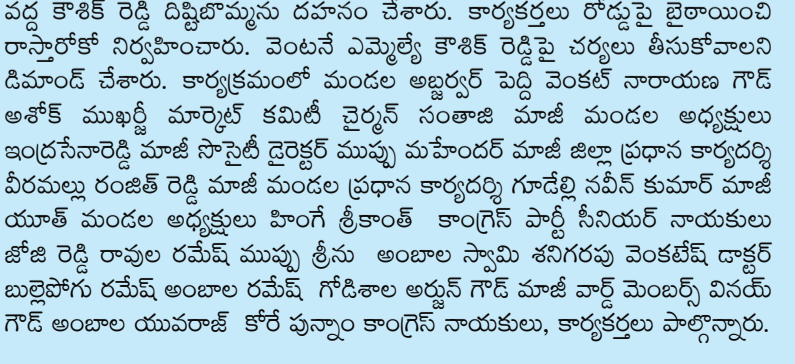 వద్ద కౌశిక్ రెడ్డి దిష్టిబొమ్మను దహనం చేశారు. కార్యకర్తలు రోడ్డుపై బైఠాయించి
రాస్తారోకో నిర్వహించారు. వెంటనే ఎమ్మెల్యే కౌశిక్ రెడ్డిపై చర్యలు తీసుకోవాలని
డిమాండ్ చేశారు. కార్యక్రమంలో మండల అబ్జర్వర్ పెద్ది వెంకట్ నారాయణ గౌడ్
అశోక్ ముఖర్జీ మార్కెట్ కమిటీ చైర్మన్ సంతాజి మాజీ మండల అధ్యక్షులు
ఇంద్రసేనారెడ్డి మాజీ సొసైటీ డైరెక్టర్ ముప్పు మహేందర్ మాజీ జిల్లా ప్రధాన కార్యదర్శి
వీరమల్లు రంజిత్ రెడ్డి మాజీ మండల ప్రధాన కార్యదర్శి గూడేల్లి నవీన్ కుమార్ మాజీ
యూత్ మండల అధ్యక్షులు హింగే శ్రీకాంత్ కాంగ్రెస్ పార్టీ సీనియర్ నాయకులు
జోజి రెడ్డి రావుల రమేష్ ముప్పు శ్రీను అంబాల స్వామి శనిగరపు వెంకటేష్ డాక్టర్
బుల్లెపోగు రమేష్ అంబాల రమేష్ గోడిశాల అర్జున్ గౌడ్ మాజీ వార్డ్ మెంబర్స్ వినయ్
గౌడ్ అంబాల యువరాజ్ కోరే పున్నాం కాంగ్రెస్ నాయకులు, కార్యకర్తలు పాల్గొన్నారు.